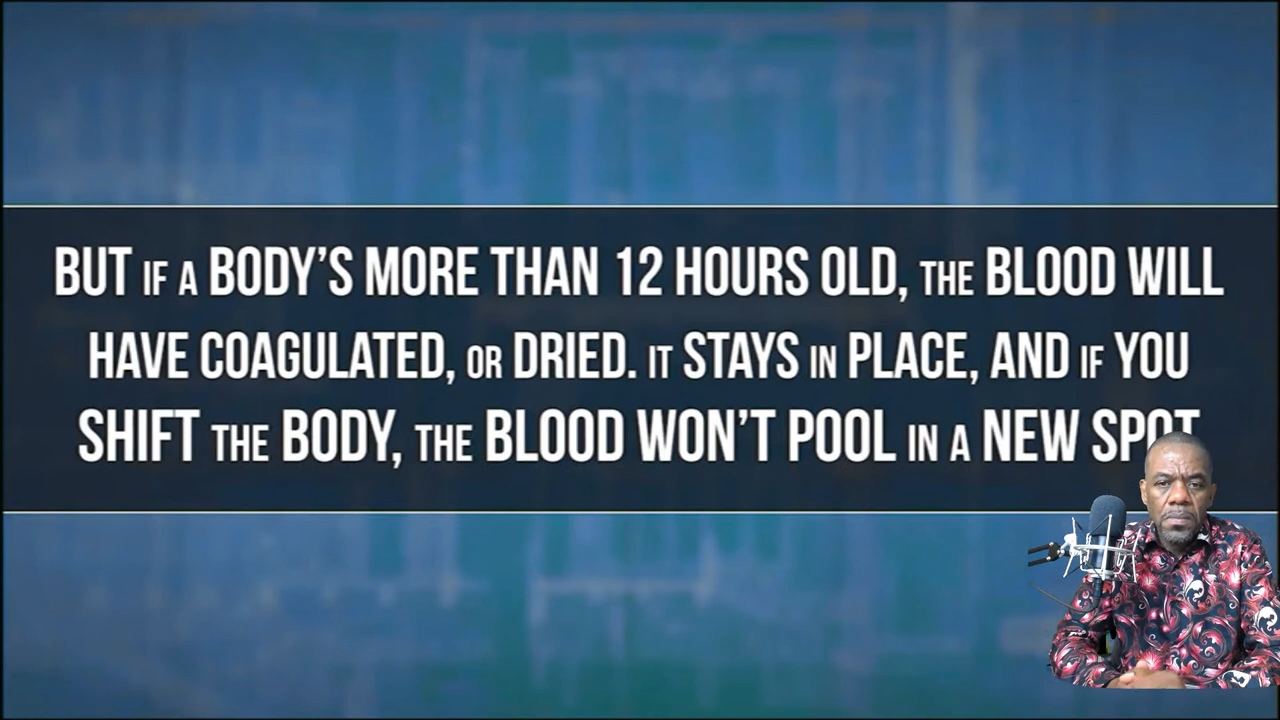 BUT IF A BODY'S MORE THAN 12 HOURS OLD, THE BLOOD WILL
HAVE COAGULATED, OR DRIED. IT STAYS IN PLACE, AND IF YOU
SHIFT THE BODY, THE BLOOD WON'T POOL IN A NEW SPOT